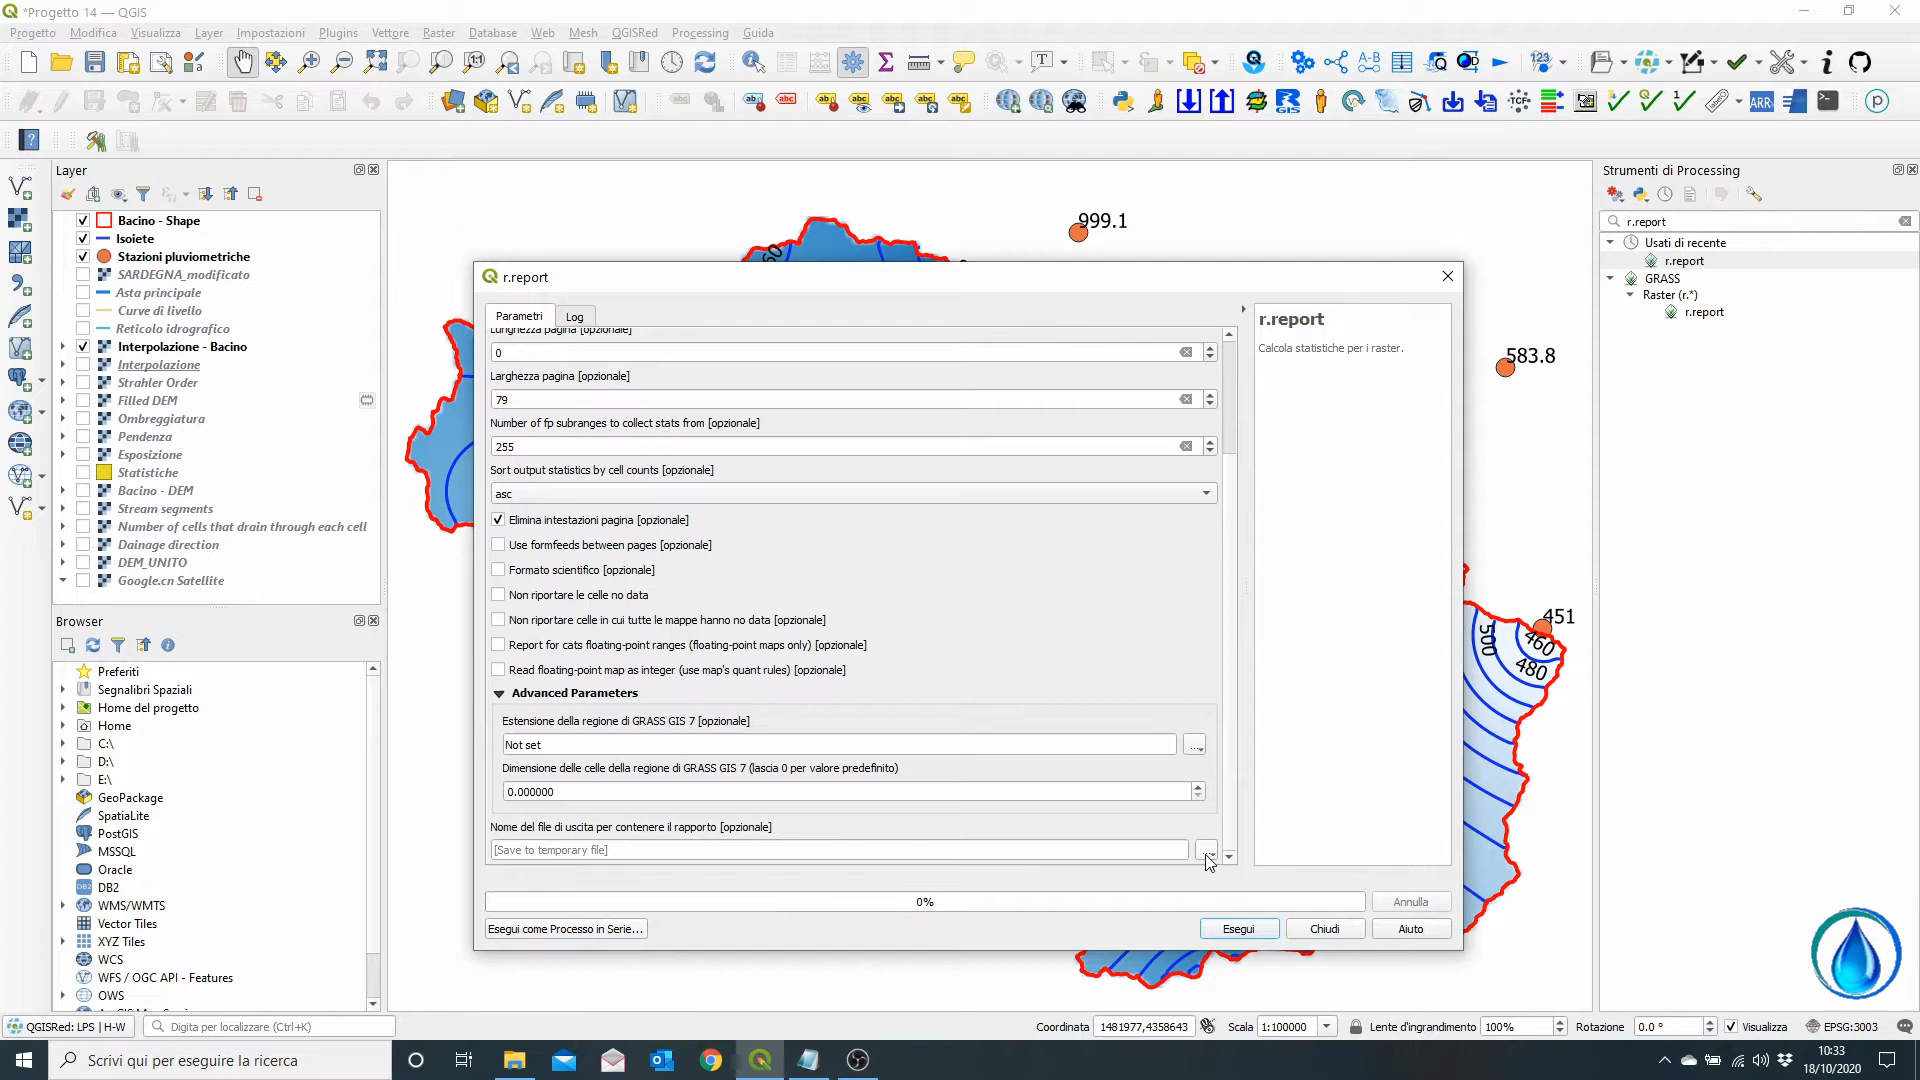 *Progetto 14 — QGIS
Progetto Modifica Visualizza Layer Impostazioni Plugins Vettore Raster Database Web Mesh QGISRed Processing Guida
Layer
Bacino - Shape
Isoiete
Stazioni pluviometriche
SARDEGNA_modificato
Asta principale
Curve di livello
Reticolo idrografico
Interpolazione - Bacino
Interpolazione
Strahler Order
Filled DEM
Ombreggiatura
Pendenza
Esposizione
Statistiche
Bacino - DEM
Stream segments
Number of cells that drain through each cell
Dainage direction
DEM_UNITO
Google.cn Satellite
Browser
Preferiti
Segnalibri Spaziali
Home del progetto
Home
C:\
D:\
E:\
GeoPackage
SpatiaLite
PostGIS
MSSQL
Oracle
DB2
WMS/WMTS
Vector Tiles
XYZ Tiles
WCS
WFS / OGC API - Features
OWS
999.1
583.8
451
460
480
500
r.report
Parametri Log
Lunghezza pagina [opzionale]
0
Larghezza pagina [opzionale]
79
Number of fp subranges to collect stats from [opzionale]
255
Sort output statistics by cell counts [opzionale]
asc
Elimina intestazioni pagina [opzionale]
Use formfeeds between pages [opzionale]
Formato scientifico [opzionale]
Non riportare le celle no data
Non riportare celle in cui tutte le mappe hanno no data [opzionale]
Report for cats floating-point ranges (floating-point maps only) [opzionale]
Read floating-point map as integer (use map's quant rules) [opzionale]
Advanced Parameters
Estensione della regione di GRASS GIS 7 [opzionale]
Not set
Dimensione delle celle della regione di GRASS GIS 7 (lascia 0 per valore predefinito)
0.000000
Nome del file di uscita per contenere il rapporto [opzionale]
[Save to temporary file]
r.report
Calcola statistiche per i raster.
0%
Annulla
Esegui come Processo in Serie...
Esegui
Chiudi
Aiuto
Strumenti di Processing
r.report
Usati di recente
r.report
GRASS
Raster (r.*)
r.report
QGISRed: LPS | H-W
Digita per localizzare (Ctrl+K)
Coordinata 1481977,4358643
Scala 1:100000
Lente d'ingrandimento 100%
Rotazione 0.0 °
Visualizza
EPSG:3003
Scrivi qui per eseguire la ricerca
10:33
18/10/2020